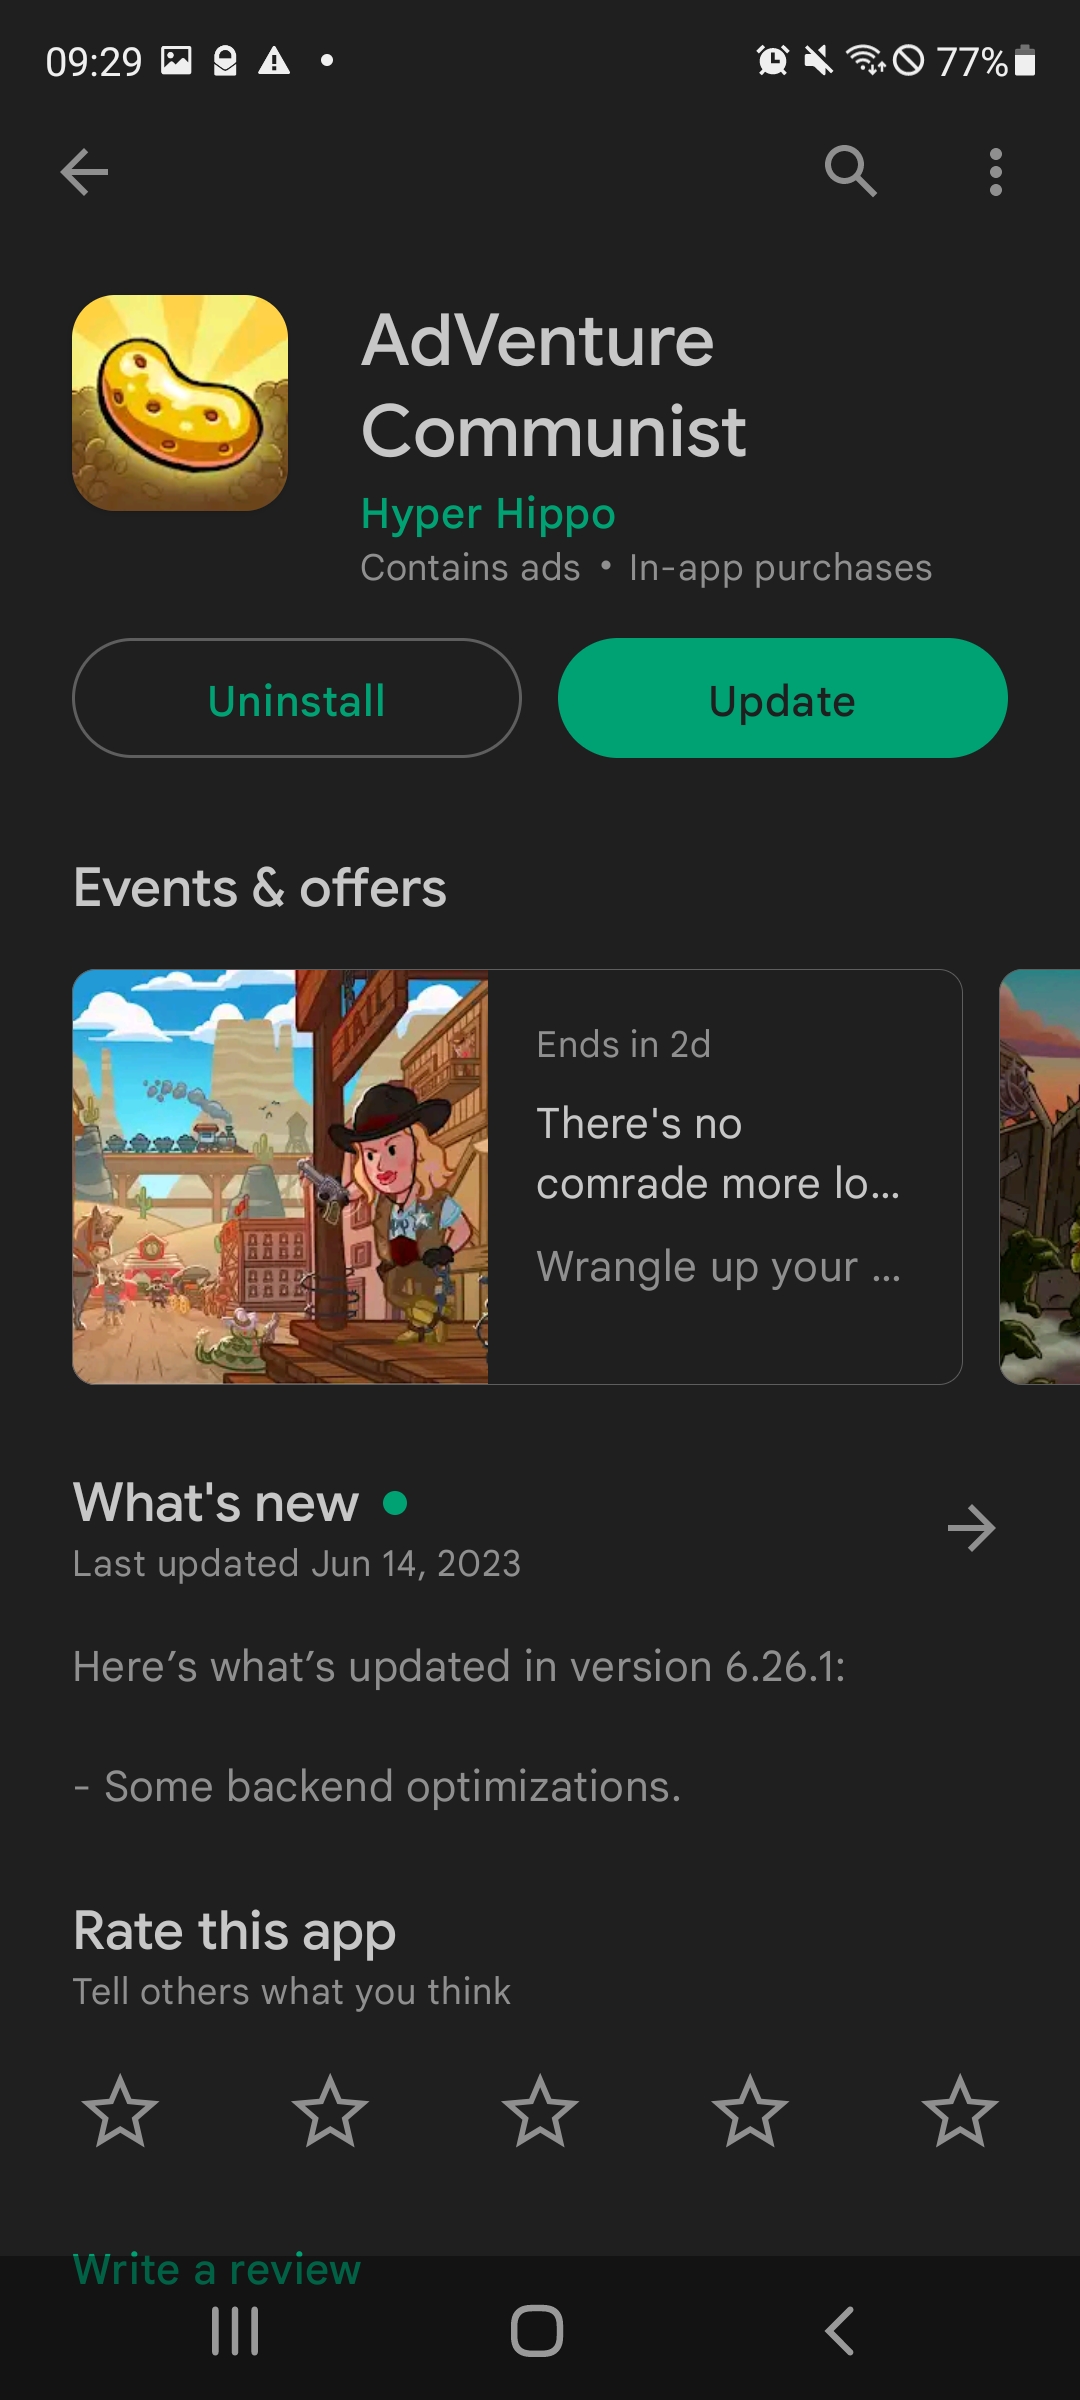 09:29
77%
AdVenture
Communist
Hyper Hippo
Contains ads • In-app purchases
Uninstall
Update
Events & offers
Ends in 2d
There's no
comrade more lo...
Wrangle up your ...
What's new
Last updated Jun 14, 2023
Here’s what’s updated in version 6.26.1:
- Some backend optimizations.
Rate this app
Tell others what you think
Write a review